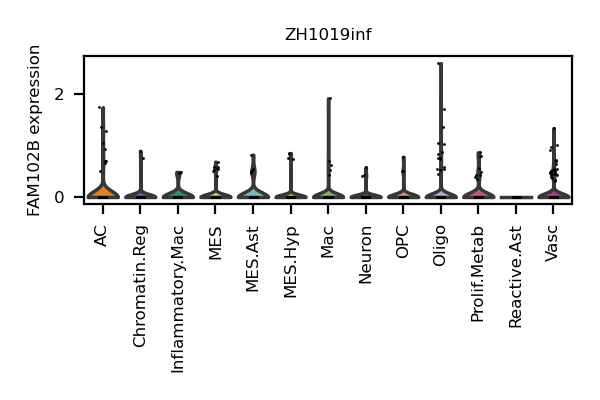 ZH1019inf
FAM102B expression
2
0
AC
Chromatin.Reg
Inflammatory.Mac
MES
MES.Ast
MES.Hyp
Mac
Neuron
OPC
Oligo
Prolif.Metab
Reactive.Ast
Vasc